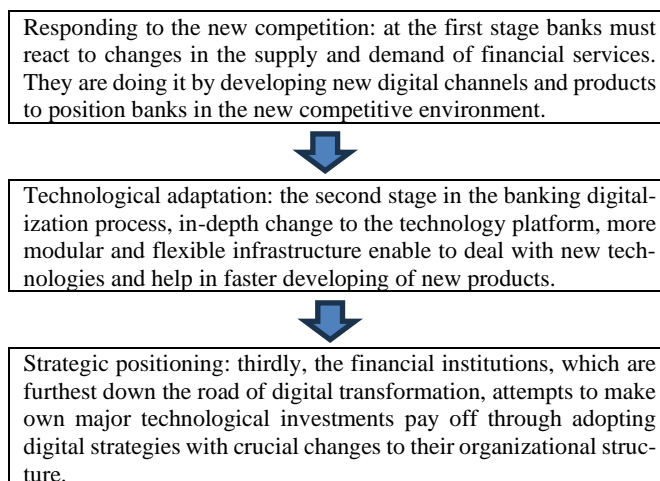 Responding to the new competition: at the first stage banks must
react to changes in the supply and demand of financial services.
They are doing it by developing new digital channels and products
to position banks in the new competitive environment.
Technological adaptation: the second stage in the banking digital-
ization process, in-depth change to the technology platform, more
modular and flexible infrastructure enable to deal with new tech-
nologies and help in faster developing of new products.
Strategic positioning: thirdly, the financial institutions, which are
furthest down the road of digital transformation, attempts to make
own major technological investments pay off through adopting
digital strategies with crucial changes to their organizational struc-
ture.